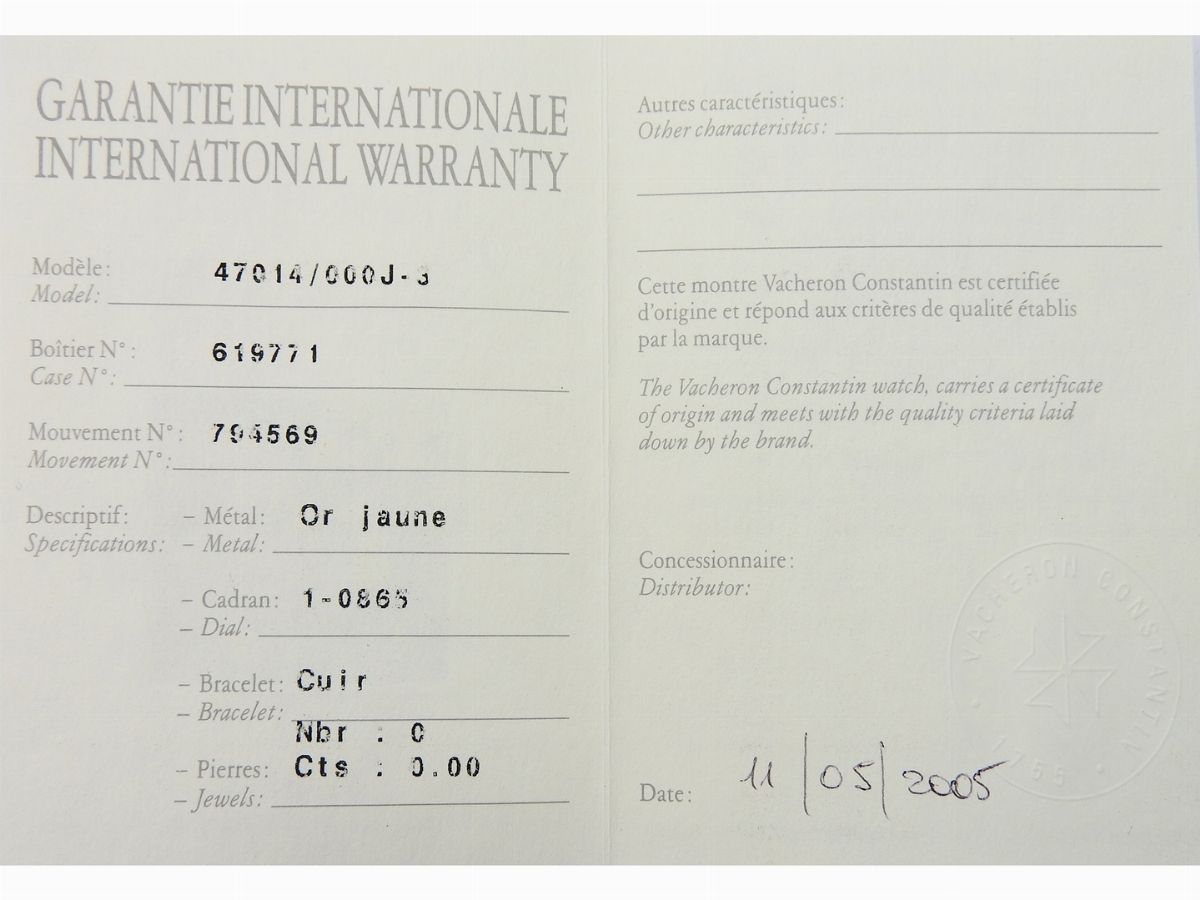 GARANTIE INTERNATIONALE
INTERNATIONAL WARRANTY
Modèle: 47014/000J-3
Model:
Boîtier N°: 619771
Case N°:
Mouvement N°: 794569
Movement N°:
Descriptif: – Métal: Or jaune
Specifications: – Metal:
– Cadran: 1-0865
– Dial:
– Bracelet: Cuir
– Bracelet:
Nbr : 0
– Pierres: Cts : 0.00
– Jewels:
Autres caractéristiques:
Other characteristics:
Cette montre Vacheron Constantin est certifiée
d'origine et répond aux critères de qualité établis
par la marque.
The Vacheron Constantin watch, carries a certificate
of origin and meets with the quality criteria laid
down by the brand.
Concessionnaire:
Distributor:
VACHERON CONSTANTIN
• 1755 •
Date: 11/05/2005